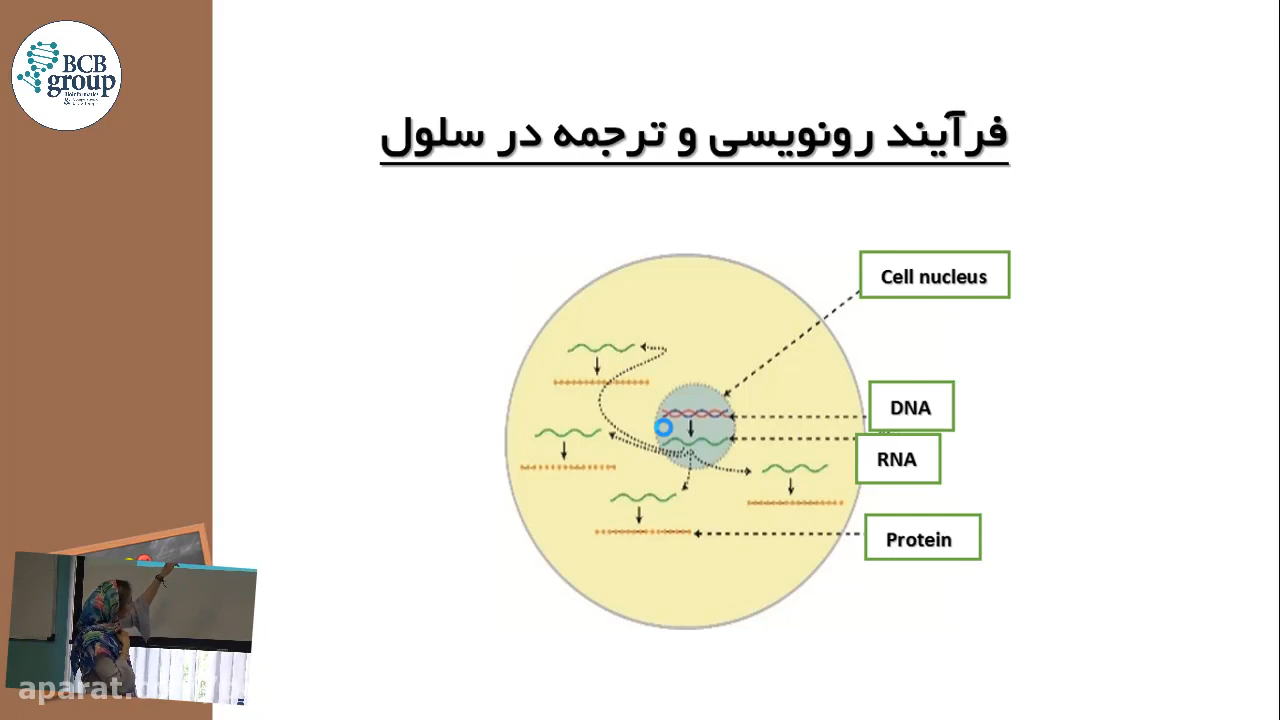 BCB
group
فرآیند رونویسی و ترجمه در سلول
Cell nucleus
DNA
RNA
Protein
aparat.